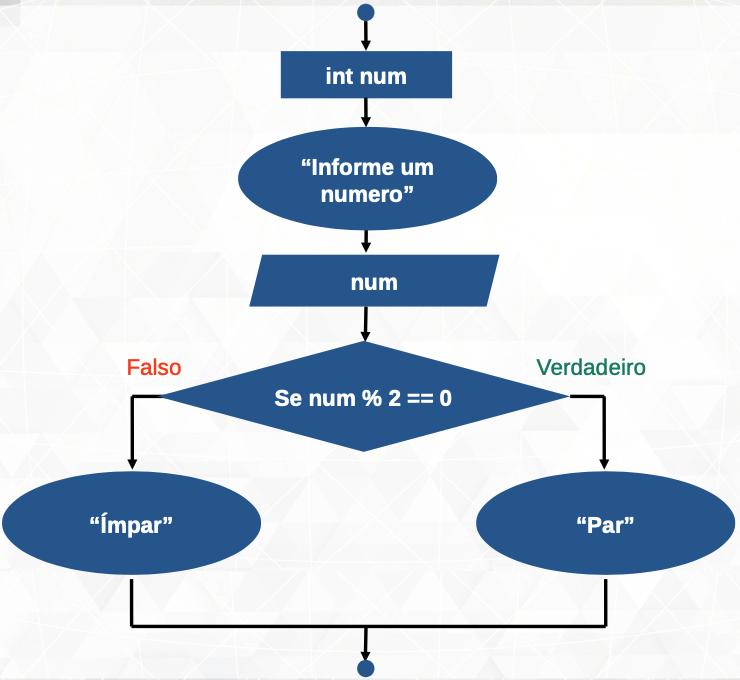 int num
“Informe um
numero”
num
Falso
Verdadeiro
Se num % 2 == 0
“Ímpar”
“Par”